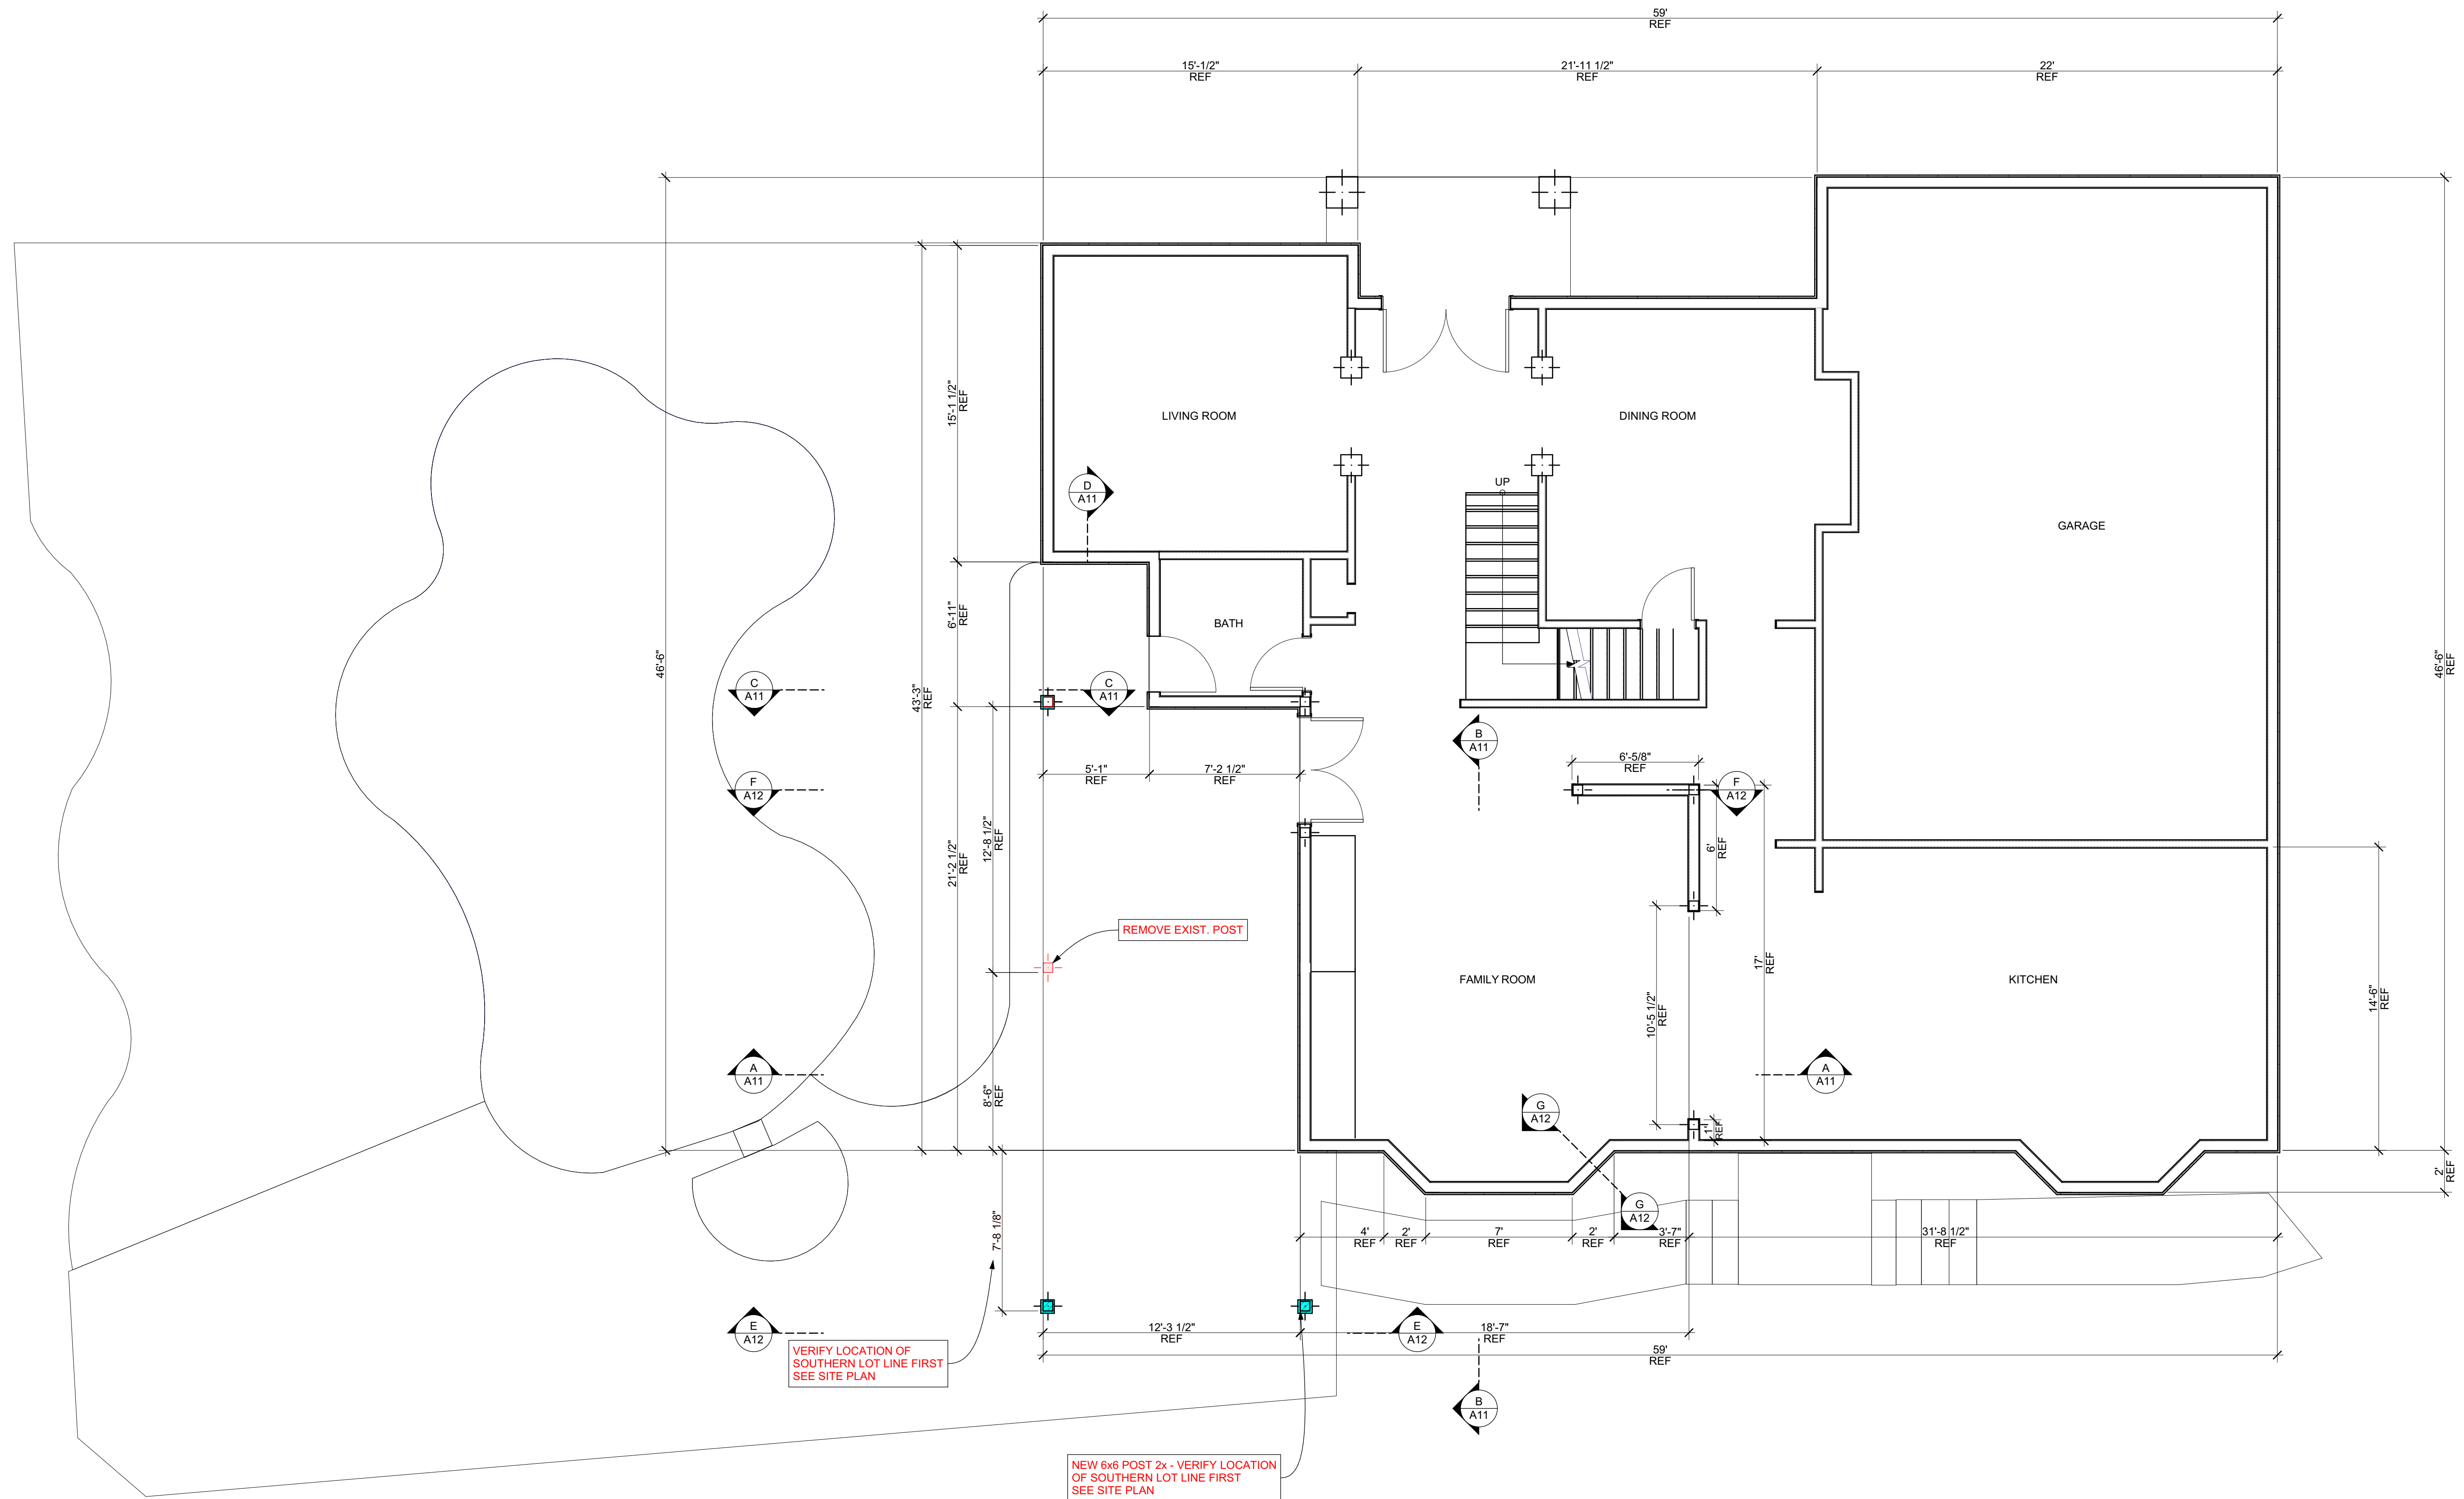 59'
REF
15'-1/2"
REF
21'-11 1/2"
REF
22'
REF
46'-6"
43'-3"
REF
15'-1 1/2"
REF
6'-11"
REF
21'-2 1/2"
REF
12'-8 1/2"
REF
8'-6"
REF
7'-8 1/8"
LIVING ROOM
DINING ROOM
GARAGE
UP
D
A11
BATH
C
A11
C
A11
F
A12
B
A11
F
A12
5'-1"
REF
7'-2 1/2"
REF
6'-5/8"
REF
6'
REF
17'
REF
10'-5 1/2"
REF
46'-6"
REF
14'-6"
REF
2'
REF
REMOVE EXIST. POST
FAMILY ROOM
KITCHEN
A
A11
A
A11
G
A12
1'
REF
G
A12
4'
REF
2'
REF
7'
REF
2'
REF
3'-7"
REF
31'-8 1/2"
REF
E
A12
E
A12
12'-3 1/2"
REF
18'-7"
REF
59'
REF
VERIFY LOCATION OF
SOUTHERN LOT LINE FIRST
SEE SITE PLAN
B
A11
NEW 6x6 POST 2x - VERIFY LOCATION
OF SOUTHERN LOT LINE FIRST
SEE SITE PLAN